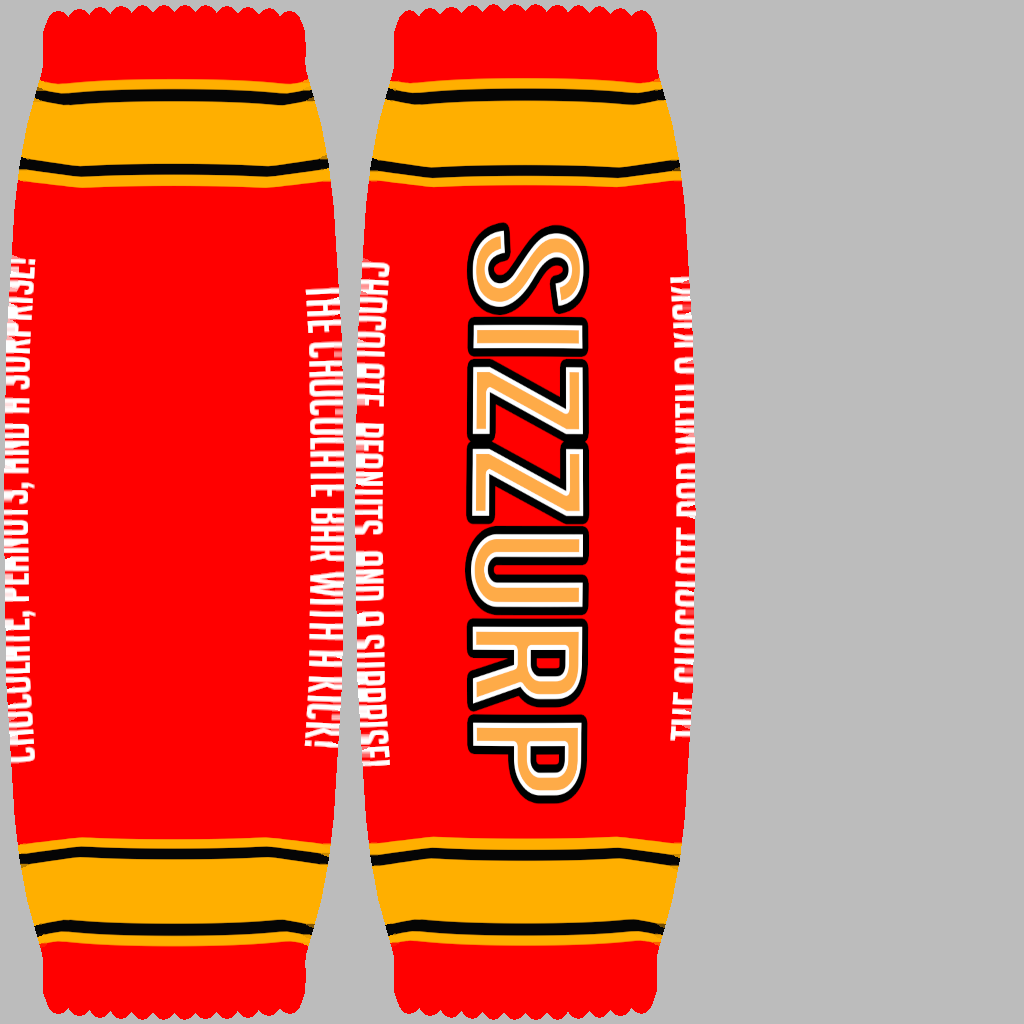 CHOCOLATE, PEANUTS, AND A SURPRISE!
THE CHOCOLATE BAR WITH A KICK!
CHOCOLATE, PEANUTS, AND A SURPRISE!
SIZZURP
THE CHOCOLATE BAR WITH A KICK!